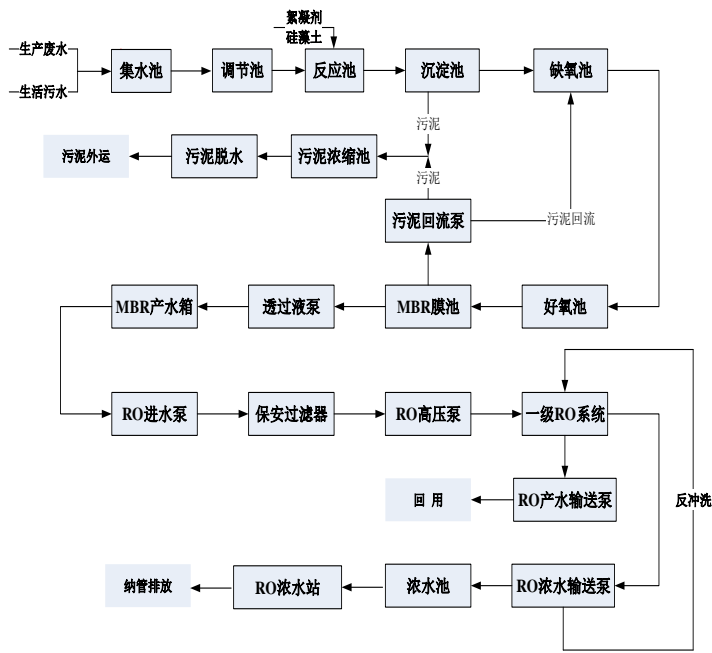 絮凝剂
硅藻土
生产废水
生活污水
集水池
调节池
反应池
沉淀池
缺氧池
污泥
污泥外运
污泥脱水
污泥浓缩池
污泥
污泥回流泵
污泥回流
MBR产水箱
透过液泵
MBR膜池
好氧池
RO进水泵
保安过滤器
RO高压泵
一级RO系统
回 用
RO产水输送泵
反冲洗
纳管排放
RO浓水站
浓水池
RO浓水输送泵